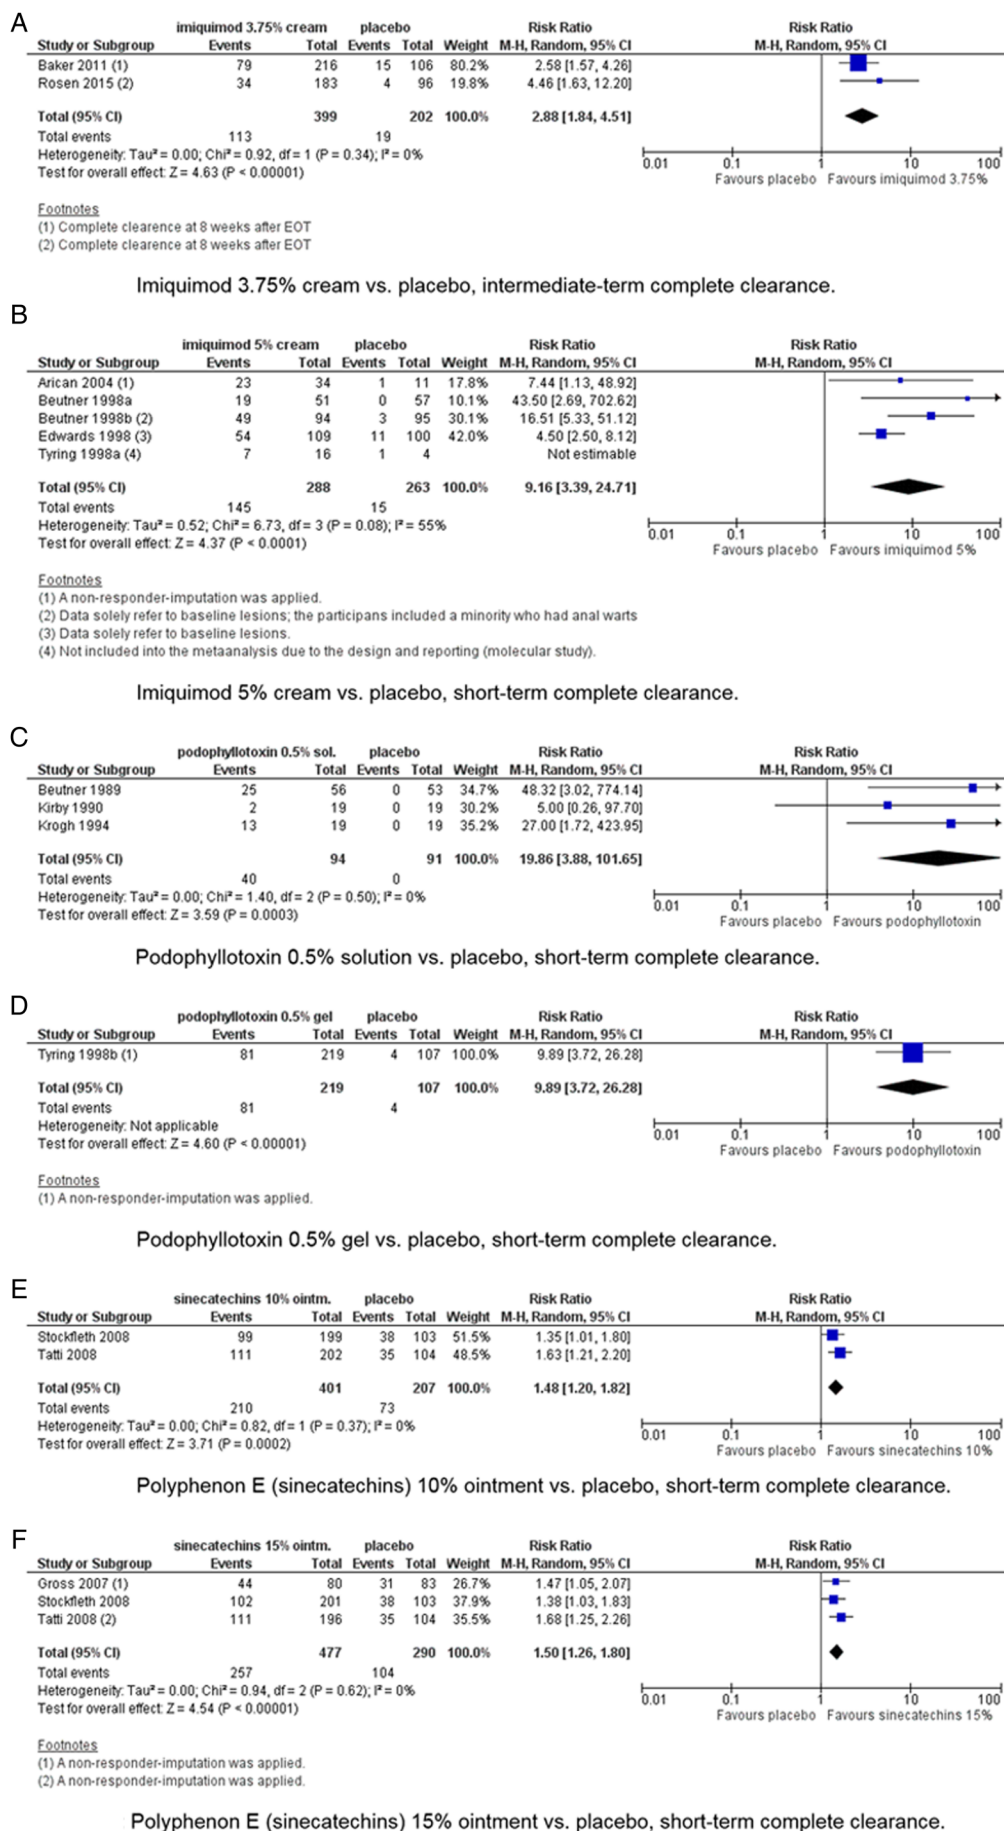 A
imiquimod 3.75% cream placebo Risk Ratio Risk Ratio
Study or Subgroup Events Total Events Total Weight M-H, Random, 95% CI M-H, Random, 95% CI
Baker 2011 (1) 79 216 15 106 80.2% 2.58 [1.57, 4.26]
Rosen 2015 (2) 34 183 4 96 19.8% 4.46 [1.63, 12.20]
Total (95% CI) 399 202 100.0% 2.88 [1.84, 4.51]
Total events 113 19
Heterogeneity: Tau² = 0.00; Chi² = 0.92, df = 1 (P = 0.34); I² = 0%
Test for overall effect: Z = 4.63 (P < 0.00001)
0.01 0.1 1 10 100
Favours placebo Favours imiquimod 3.75%
Footnotes
(1) Complete clearence at 8 weeks after EOT
(2) Complete clearence at 8 weeks after EOT
Imiquimod 3.75% cream vs. placebo, intermediate-term complete clearance.
B
imiquimod 5% cream placebo Risk Ratio Risk Ratio
Study or Subgroup Events Total Events Total Weight M-H, Random, 95% CI M-H, Random, 95% CI
Arican 2004 (1) 23 34 1 11 17.8% 7.44 [1.13, 48.92]
Beutner 1998a 19 51 0 57 10.1% 43.50 [2.69, 702.62]
Beutner 1998b (2) 49 94 3 95 30.1% 16.51 [5.33, 51.12]
Edwards 1998 (3) 54 109 11 100 42.0% 4.50 [2.50, 8.12]
Tyring 1998a (4) 7 16 1 4 Not estimable
Total (95% CI) 288 263 100.0% 9.16 [3.39, 24.71]
Total events 145 15
Heterogeneity: Tau² = 0.52; Chi² = 6.73, df = 3 (P = 0.08); I² = 55%
Test for overall effect: Z = 4.37 (P < 0.0001)
0.01 0.1 1 10 100
Favours placebo Favours imiquimod 5%
Footnotes
(1) A non-responder-imputation was applied.
(2) Data solely refer to baseline lesions; the participans included a minority who had anal warts
(3) Data solely refer to baseline lesions.
(4) Not included into the metaanalysis due to the design and reporting (molecular study).
Imiquimod 5% cream vs. placebo, short-term complete clearance.
C
podophyllotoxin 0.5% sol. placebo Risk Ratio Risk Ratio
Study or Subgroup Events Total Events Total Weight M-H, Random, 95% CI M-H, Random, 95% CI
Beutner 1989 25 56 0 53 34.7% 48.32 [3.02, 774.14]
Kirby 1990 2 19 0 19 30.2% 5.00 [0.26, 97.70]
Krogh 1994 13 19 0 19 35.2% 27.00 [1.72, 423.95]
Total (95% CI) 94 91 100.0% 19.86 [3.88, 101.65]
Total events 40 0
Heterogeneity: Tau² = 0.00; Chi² = 1.40, df = 2 (P = 0.50); I² = 0%
Test for overall effect: Z = 3.59 (P = 0.0003)
0.01 0.1 1 10 100
Favours placebo Favours podophyllotoxin
Podophyllotoxin 0.5% solution vs. placebo, short-term complete clearance.
D
podophyllotoxin 0.5% gel placebo Risk Ratio Risk Ratio
Study or Subgroup Events Total Events Total Weight M-H, Random, 95% CI M-H, Random, 95% CI
Tyring 1998b (1) 81 219 4 107 100.0% 9.89 [3.72, 26.28]
Total (95% CI) 219 107 100.0% 9.89 [3.72, 26.28]
Total events 81 4
Heterogeneity: Not applicable
Test for overall effect: Z = 4.60 (P < 0.00001)
0.01 0.1 1 10 100
Favours placebo Favours podophyllotoxin
Footnotes
(1) A non-responder-imputation was applied.
Podophyllotoxin 0.5% gel vs. placebo, short-term complete clearance.
E
sinecatechins 10% ointm. placebo Risk Ratio Risk Ratio
Study or Subgroup Events Total Events Total Weight M-H, Random, 95% CI M-H, Random, 95% CI
Stockfleth 2008 99 199 38 103 51.5% 1.35 [1.01, 1.80]
Tatti 2008 111 202 35 104 48.5% 1.63 [1.21, 2.20]
Total (95% CI) 401 207 100.0% 1.48 [1.20, 1.82]
Total events 210 73
Heterogeneity: Tau² = 0.00; Chi² = 0.82, df = 1 (P = 0.37); I² = 0%
Test for overall effect: Z = 3.71 (P = 0.0002)
0.01 0.1 1 10 100
Favours placebo Favours sinecatechins 10%
Polyphenon E (sinecatechins) 10% ointment vs. placebo, short-term complete clearance.
F
sinecatechins 15% ointm. placebo Risk Ratio Risk Ratio
Study or Subgroup Events Total Events Total Weight M-H, Random, 95% CI M-H, Random, 95% CI
Gross 2007 (1) 44 80 31 83 26.7% 1.47 [1.05, 2.07]
Stockfleth 2008 102 201 38 103 37.9% 1.38 [1.03, 1.83]
Tatti 2008 (2) 111 196 35 104 35.5% 1.68 [1.25, 2.26]
Total (95% CI) 477 290 100.0% 1.50 [1.26, 1.80]
Total events 257 104
Heterogeneity: Tau² = 0.00; Chi² = 0.94, df = 2 (P = 0.62); I² = 0%
Test for overall effect: Z = 4.54 (P < 0.00001)
0.01 0.1 1 10 100
Favours placebo Favours sinecatechins 15%
Footnotes
(1) A non-responder-imputation was applied.
(2) A non-responder-imputation was applied.
Polyphenon E (sinecatechins) 15% ointment vs. placebo, short-term complete clearance.